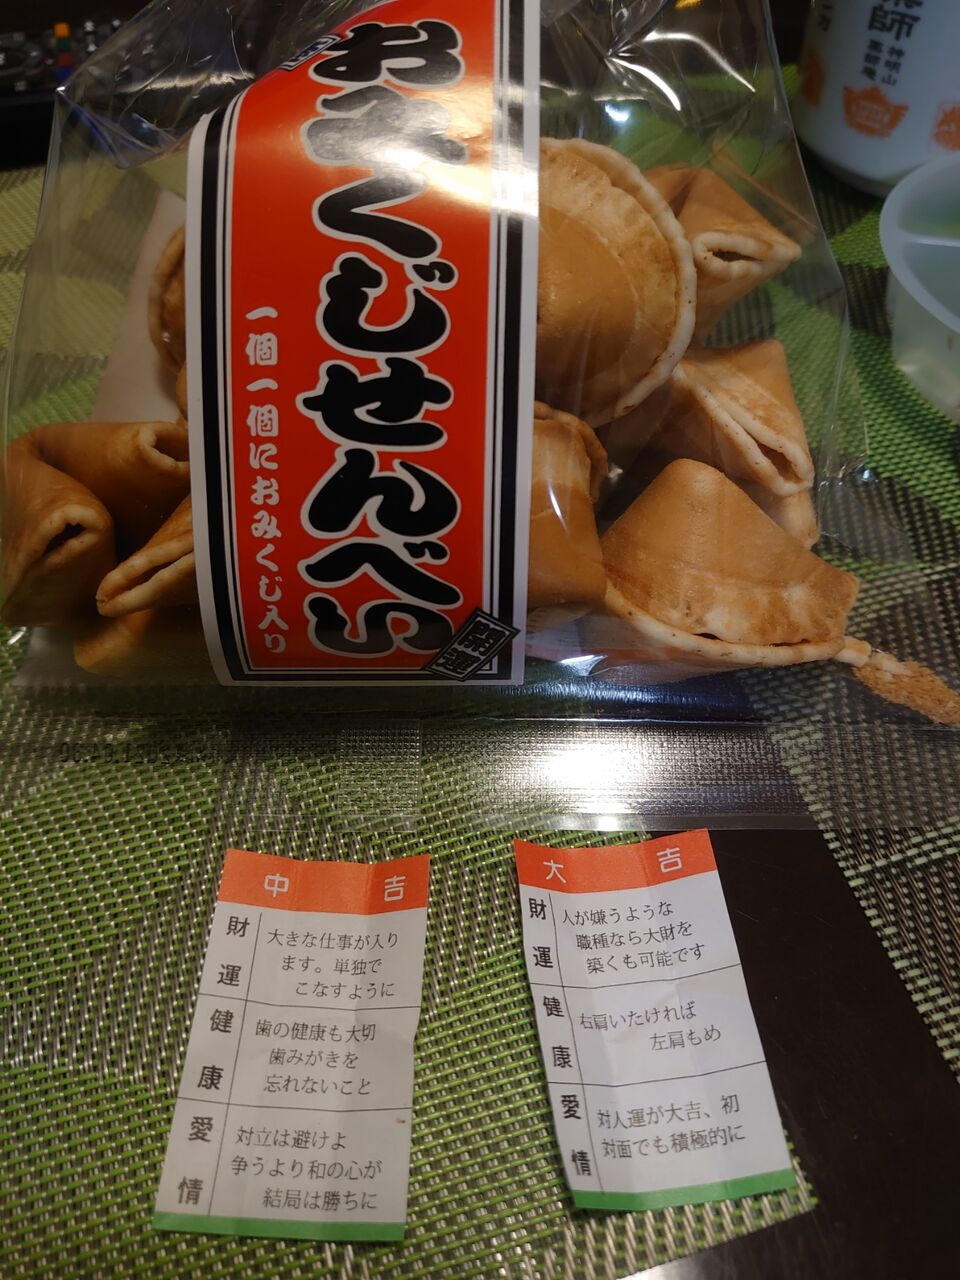 おみくじせんべい
一個一個におみくじ入り
開運
師
神明山
薬師庵
中吉
財運
大きな仕事が入り
ます。単独で
こなすように
健康
歯の健康も大切
歯みがきを
忘れないこと
愛情
対立は避けよ
争うより和の心が
結局は勝ちに
大吉
財運
人が嫌うような
職種なら大財を
築くも可能です
健康
右肩いたければ
左肩もめ
愛情
対人運が大吉、初
対面でも積極的に